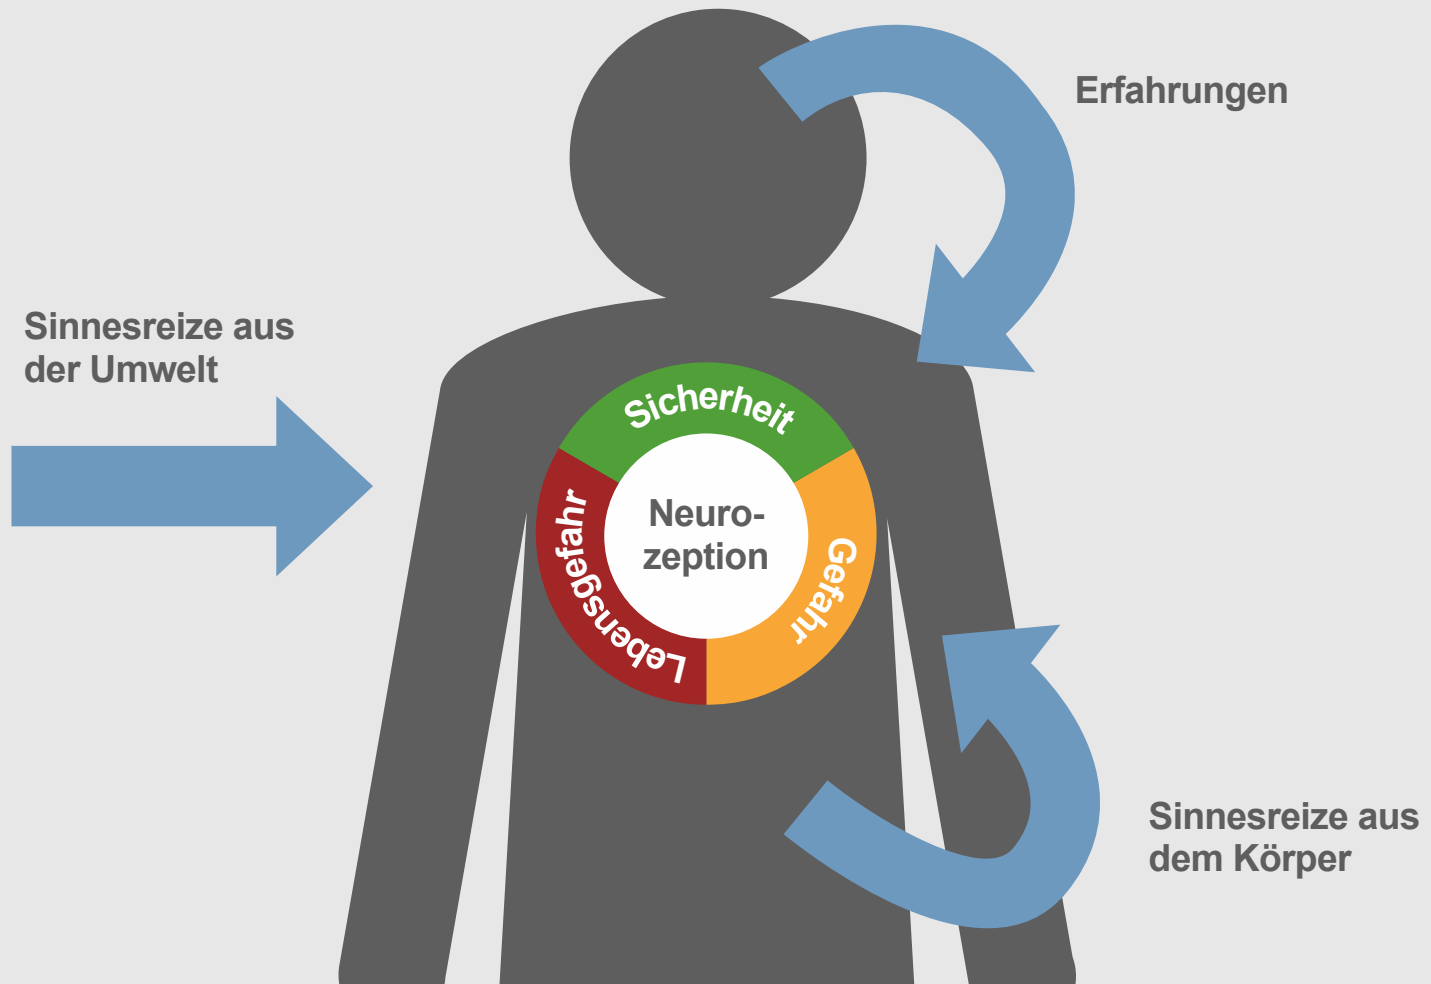 Erfahrungen
Sinnesreize aus
der Umwelt
Sicherheit
Neuro-
zeption
Lebensgefahr
Gefahr
Sinnesreize aus
dem Körper